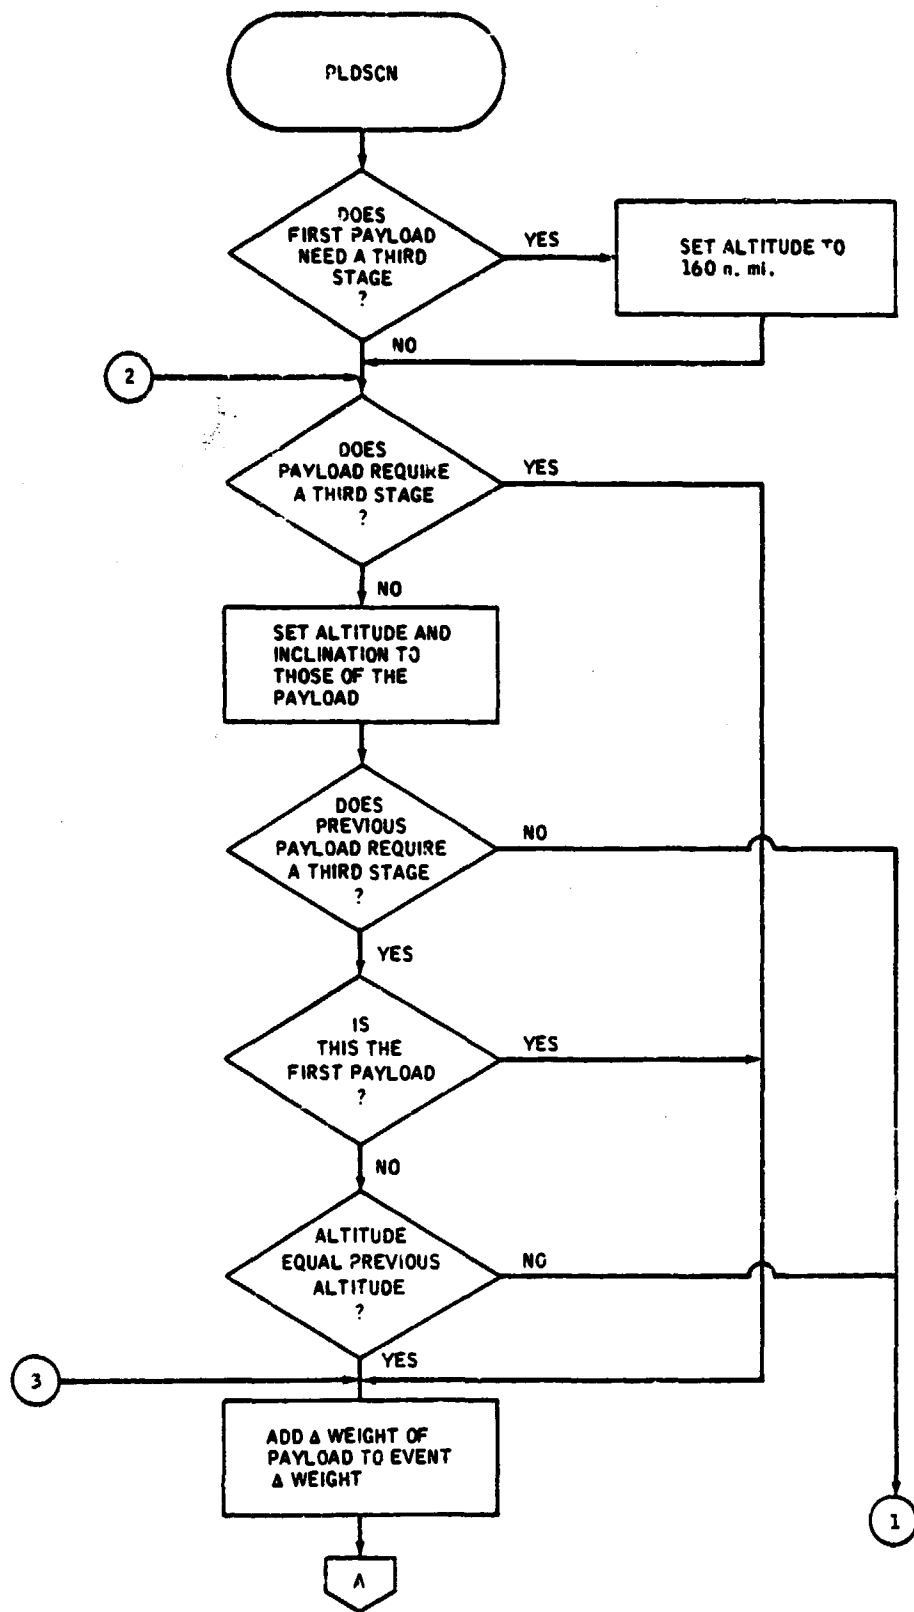 PLDSCN
DOES
FIRST PAYLOAD
NEED A THIRD
STAGE
?
YES
SET ALTITUDE TO
160 n. mi.
NO
2
DOES
PAYLOAD REQUIRE
A THIRD STAGE
?
YES
NO
SET ALTITUDE AND
INCLINATION TO
THOSE OF THE
PAYLOAD
DOES
PREVIOUS
PAYLOAD REQUIRE
A THIRD STAGE
?
NO
YES
IS
THIS THE
FIRST PAYLOAD
?
YES
NO
ALTITUDE
EQUAL PREVIOUS
ALTITUDE
?
NO
YES
3
ADD Δ WEIGHT OF
PAYLOAD TO EVENT
Δ WEIGHT
1
A